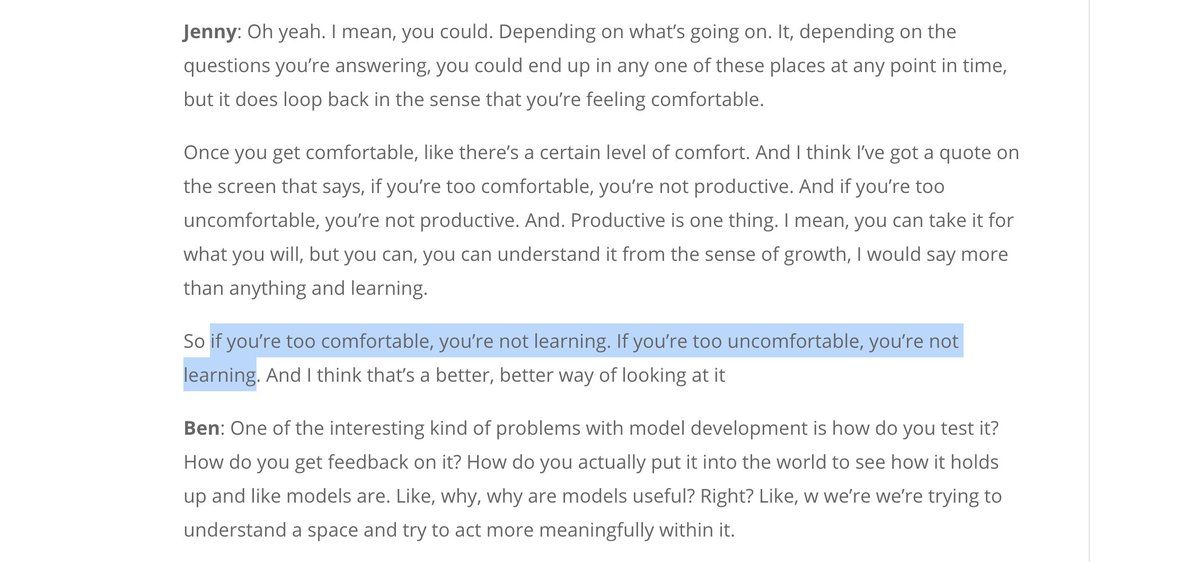 Jenny: Oh yeah. I mean, you could. Depending on what’s going on. It, depending on the
questions you’re answering, you could end up in any one of these places at any point in time,
but it does loop back in the sense that you’re feeling comfortable.
Once you get comfortable, like there’s a certain level of comfort. And I think I’ve got a quote on
the screen that says, if you’re too comfortable, you’re not productive. And if you’re too
uncomfortable, you’re not productive. And. Productive is one thing. I mean, you can take it for
what you will, but you can, you can understand it from the sense of growth, I would say more
than anything and learning.
So if you’re too comfortable, you’re not learning. If you’re too uncomfortable, you’re not
learning. And I think that’s a better, better way of looking at it
Ben: One of the interesting kind of problems with model development is how do you test it?
How do you get feedback on it? How do you actually put it into the world to see how it holds
up and like models are. Like, why, why are models useful? Right? Like, w we’re we’re trying to
understand a space and try to act more meaningfully within it.